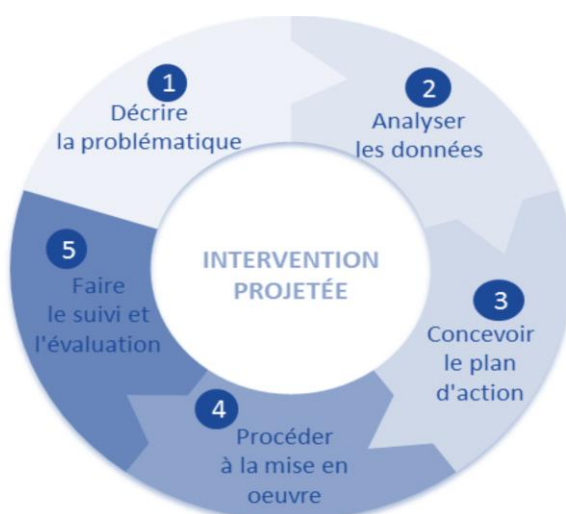 1
Décrire
la problématique
2
Analyser
les données
3
Concevoir
le plan
d'action
4
Procéder
à la mise en
oeuvre
5
Faire
le suivi et
l'évaluation
INTERVENTION
PROJETÉE